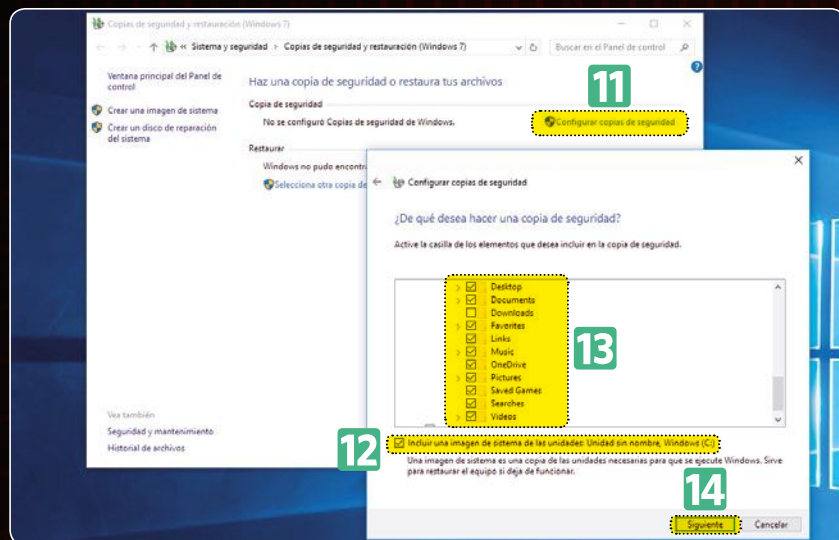 Copias de seguridad y restauración (Windows 7)
« Sistema y seguridad › Copias de seguridad y restauración (Windows 7)
Buscar en el Panel de control
Ventana principal del Panel de
control
Crear una imagen de sistema
Crear un disco de reparación
del sistema
Haz una copia de seguridad o restaura tus archivos
Copia de seguridad
No se configuró Copias de seguridad de Windows.
11
Configurar copias de seguridad
Restaurar
Windows no pudo encontr
Selecciona otra copia de
Vea también
Seguridad y mantenimiento
Historial de archivos
Configurar copias de seguridad
¿De qué desea hacer una copia de seguridad?
Active la casilla de los elementos que desea incluir en la copia de seguridad.
Desktop
Documents
Downloads
Favorites
Links
Music
OneDrive
Pictures
Saved Games
Searches
Videos
13
12
Incluir una imagen de sistema de las unidades: Unidad sin nombre, Windows (C:)
Una imagen de sistema es una copia de las unidades necesarias para que se ejecute Windows. Sirve
para restaurar el equipo si deja de funcionar.
14
Siguiente
Cancelar